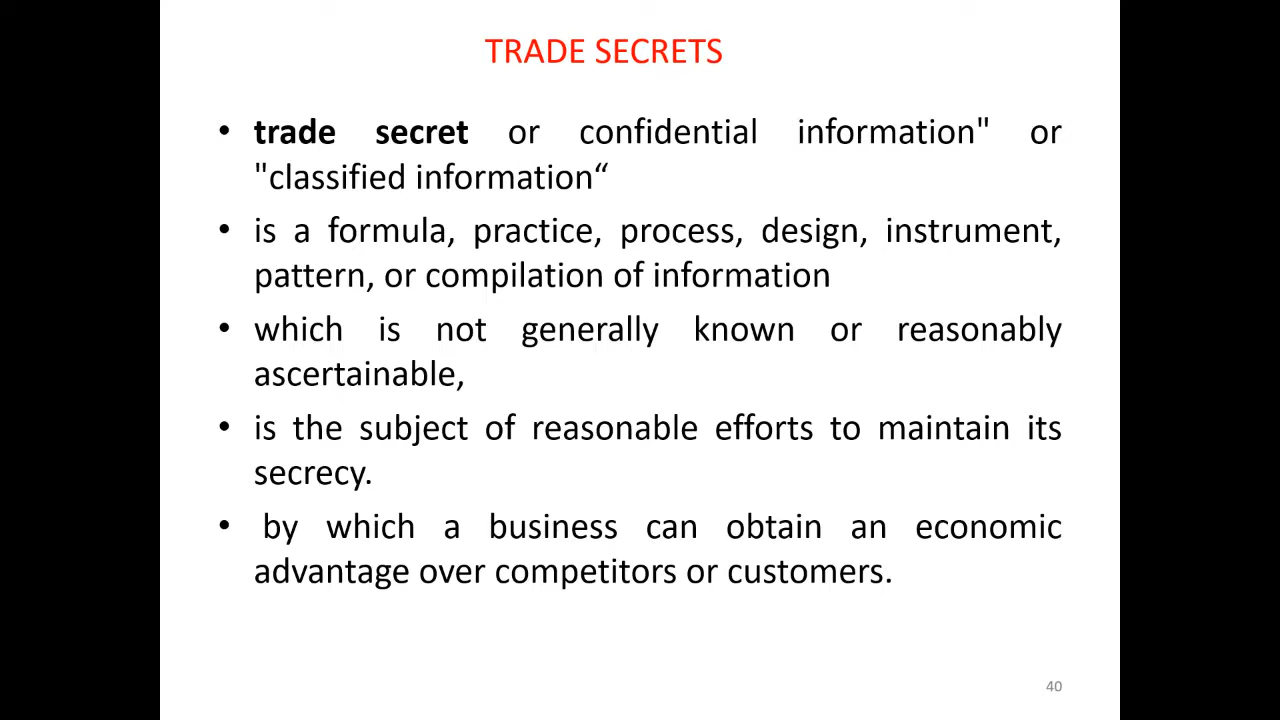 TRADE SECRETS
• trade secret or confidential information" or
"classified information“
• is a formula, practice, process, design, instrument,
pattern, or compilation of information
• which is not generally known or reasonably
ascertainable,
• is the subject of reasonable efforts to maintain its
secrecy.
• by which a business can obtain an economic
advantage over competitors or customers.
40